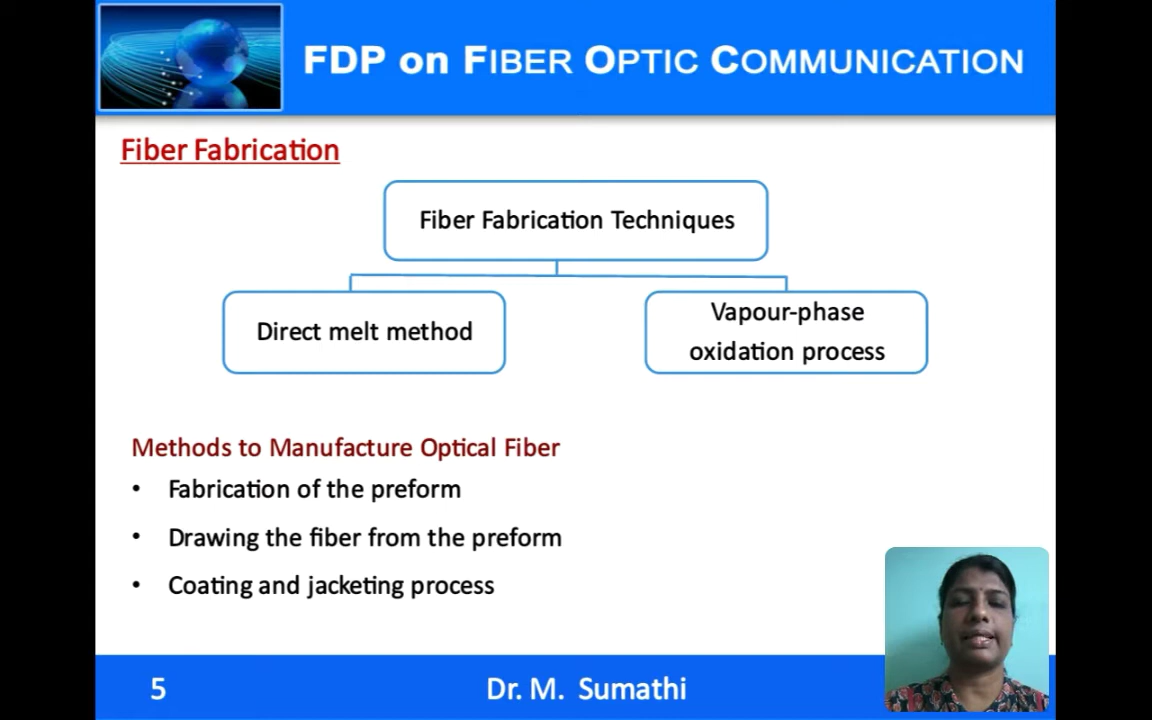 FDP on FIBER OPTIC COMMUNICATION
Fiber Fabrication
Fiber Fabrication Techniques
Direct melt method
Vapour-phase
oxidation process
Methods to Manufacture Optical Fiber
• Fabrication of the preform
• Drawing the fiber from the preform
• Coating and jacketing process
5
Dr. M. Sumathi